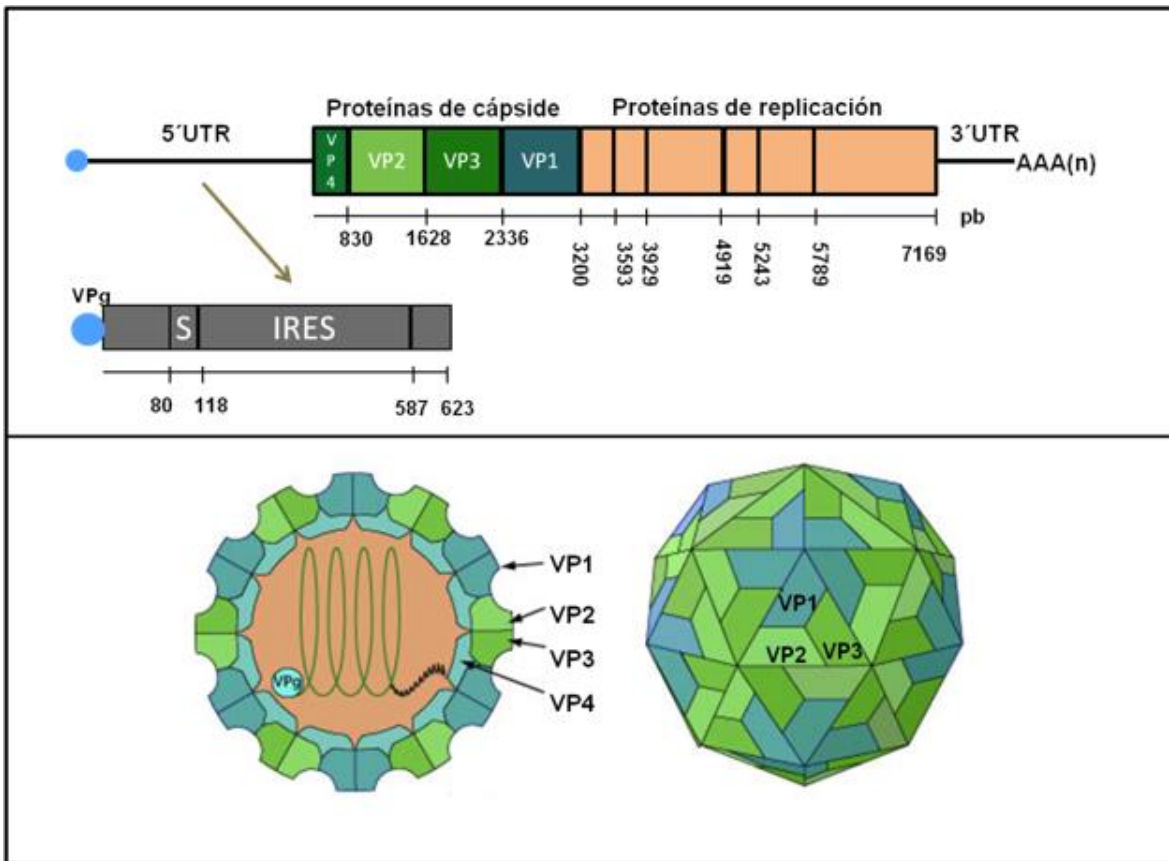 Proteínas de cápside Proteínas de replicación
5´UTR
3´UTR
V
P
4
VP2
VP3
VP1
AAA(n)
830 1628 2336 3200 3593 3929 4919 5243 5789 7169
pb
VPg
S
IRES
80 118 587 623
VP1
VP2
VP3
VP4
VPg
VP1
VP2
VP3